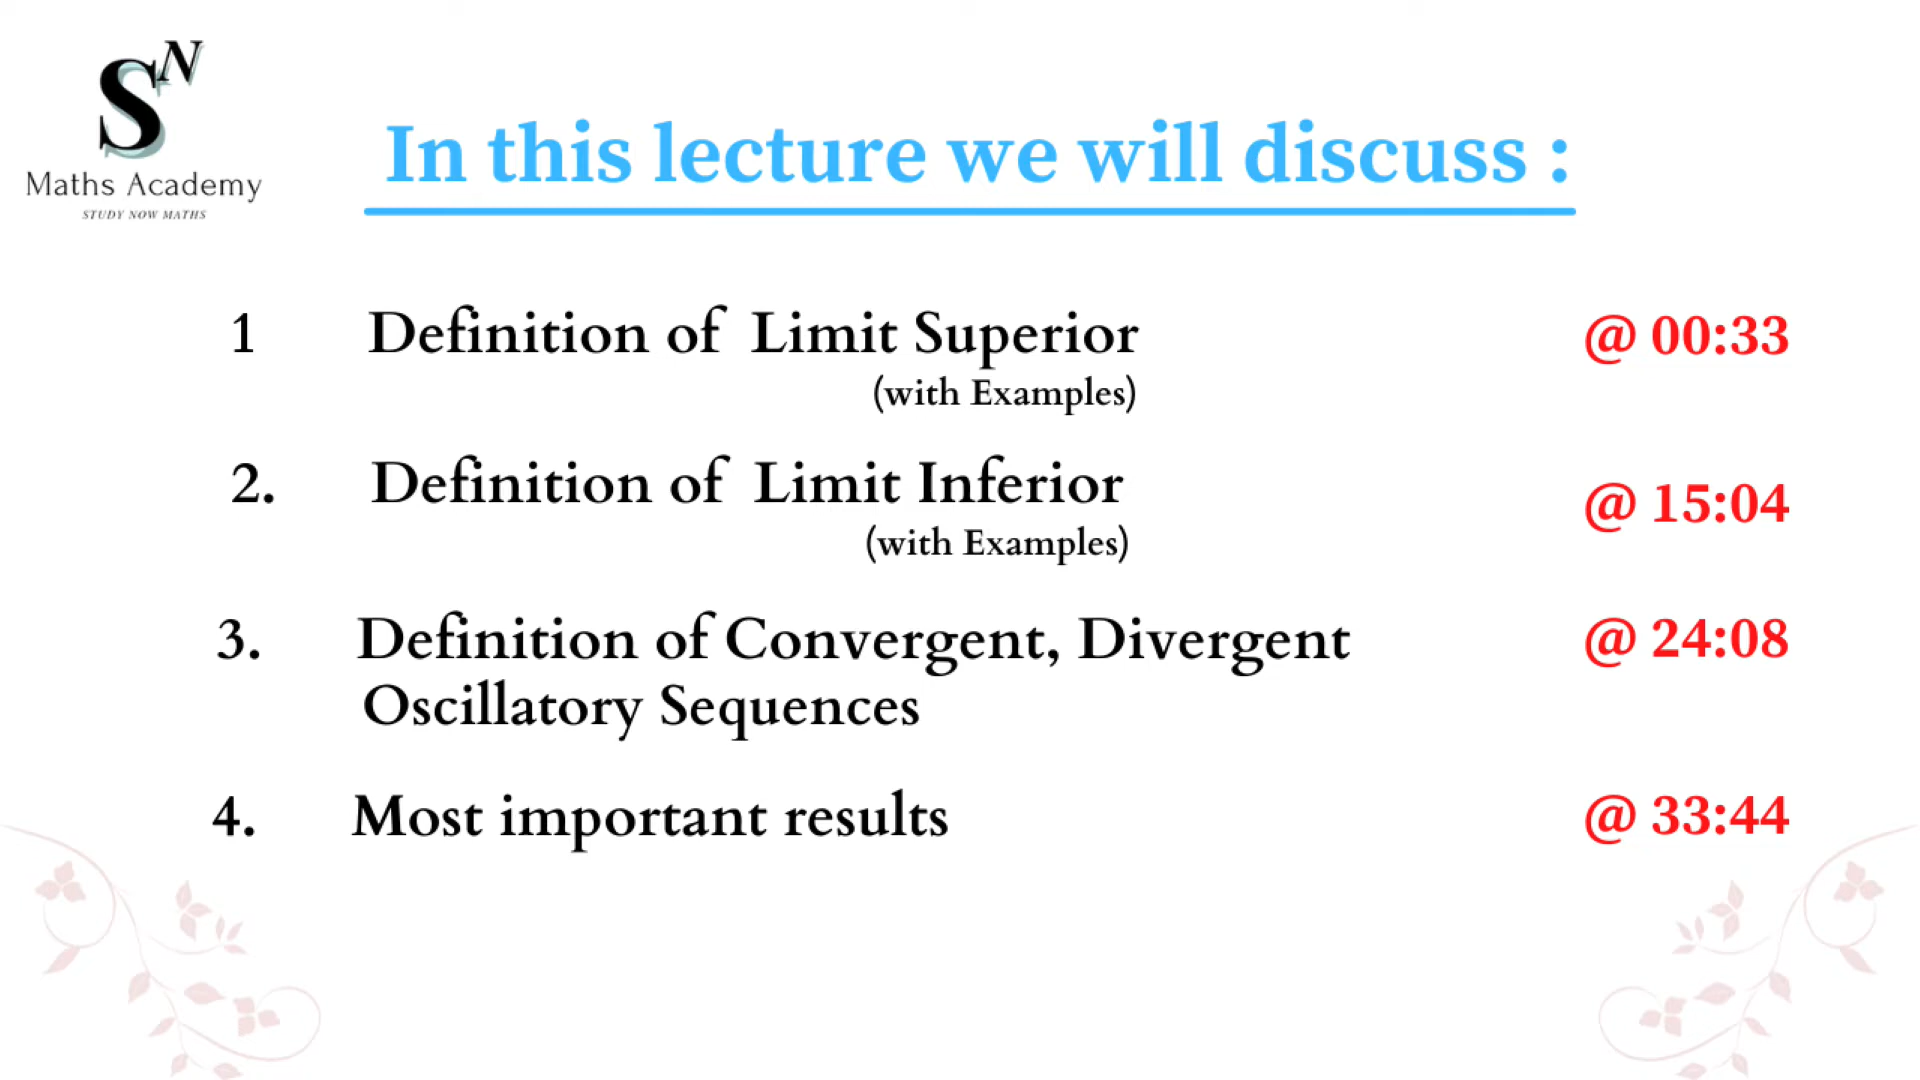 SN
Maths Academy
STUDY NOW MATHS
In this lecture we will discuss :
1 Definition of Limit Superior @ 00:33
(with Examples)
2. Definition of Limit Inferior @ 15:04
(with Examples)
3. Definition of Convergent, Divergent @ 24:08
Oscillatory Sequences
4. Most important results @ 33:44